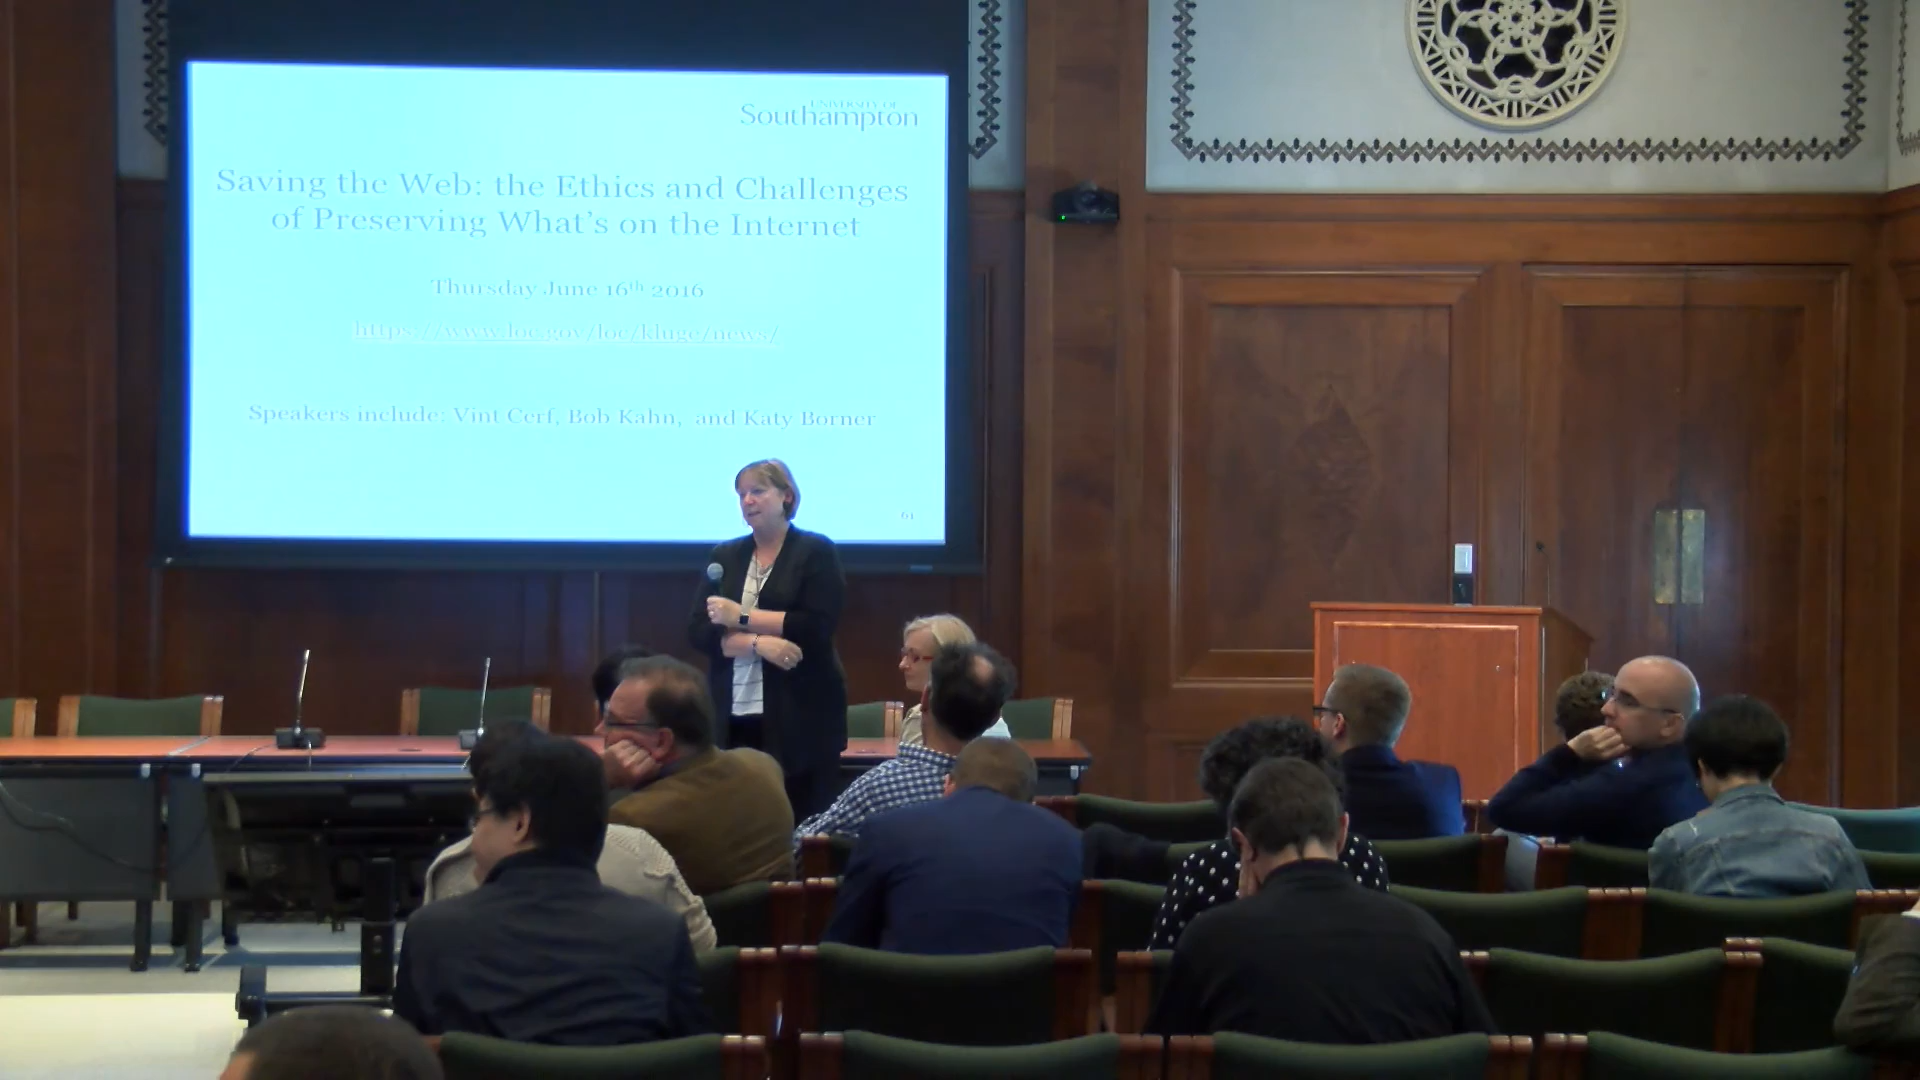 UNIVERSITY OF
Southampton
Saving the Web: the Ethics and Challenges
of Preserving What's on the Internet
Thursday June 16th 2016
https://www.loc.gov/loc/kluge/news/
Speakers include: Vint Cerf, Bob Kahn, and Katy Borner
61